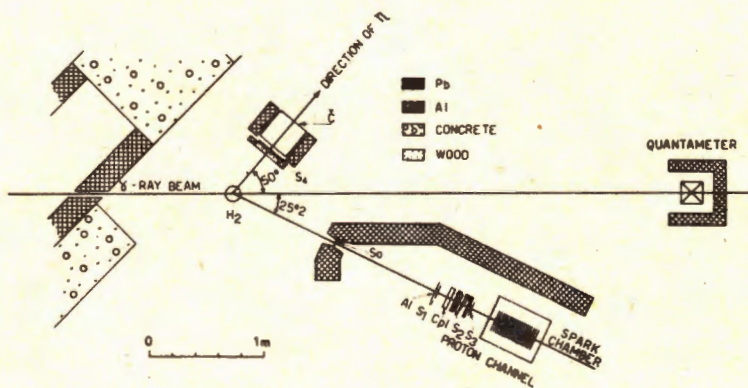 DIRECTION OF η
Č
Pb
Al
CONCRETE
WOOD
QUANTAMETER
S4
50°
γ-RAY BEAM
H2
25°2
S0
Al S1 Cpl S2 S3
PROTON CHANNEL
SPARK
CHAMBER
0 1m